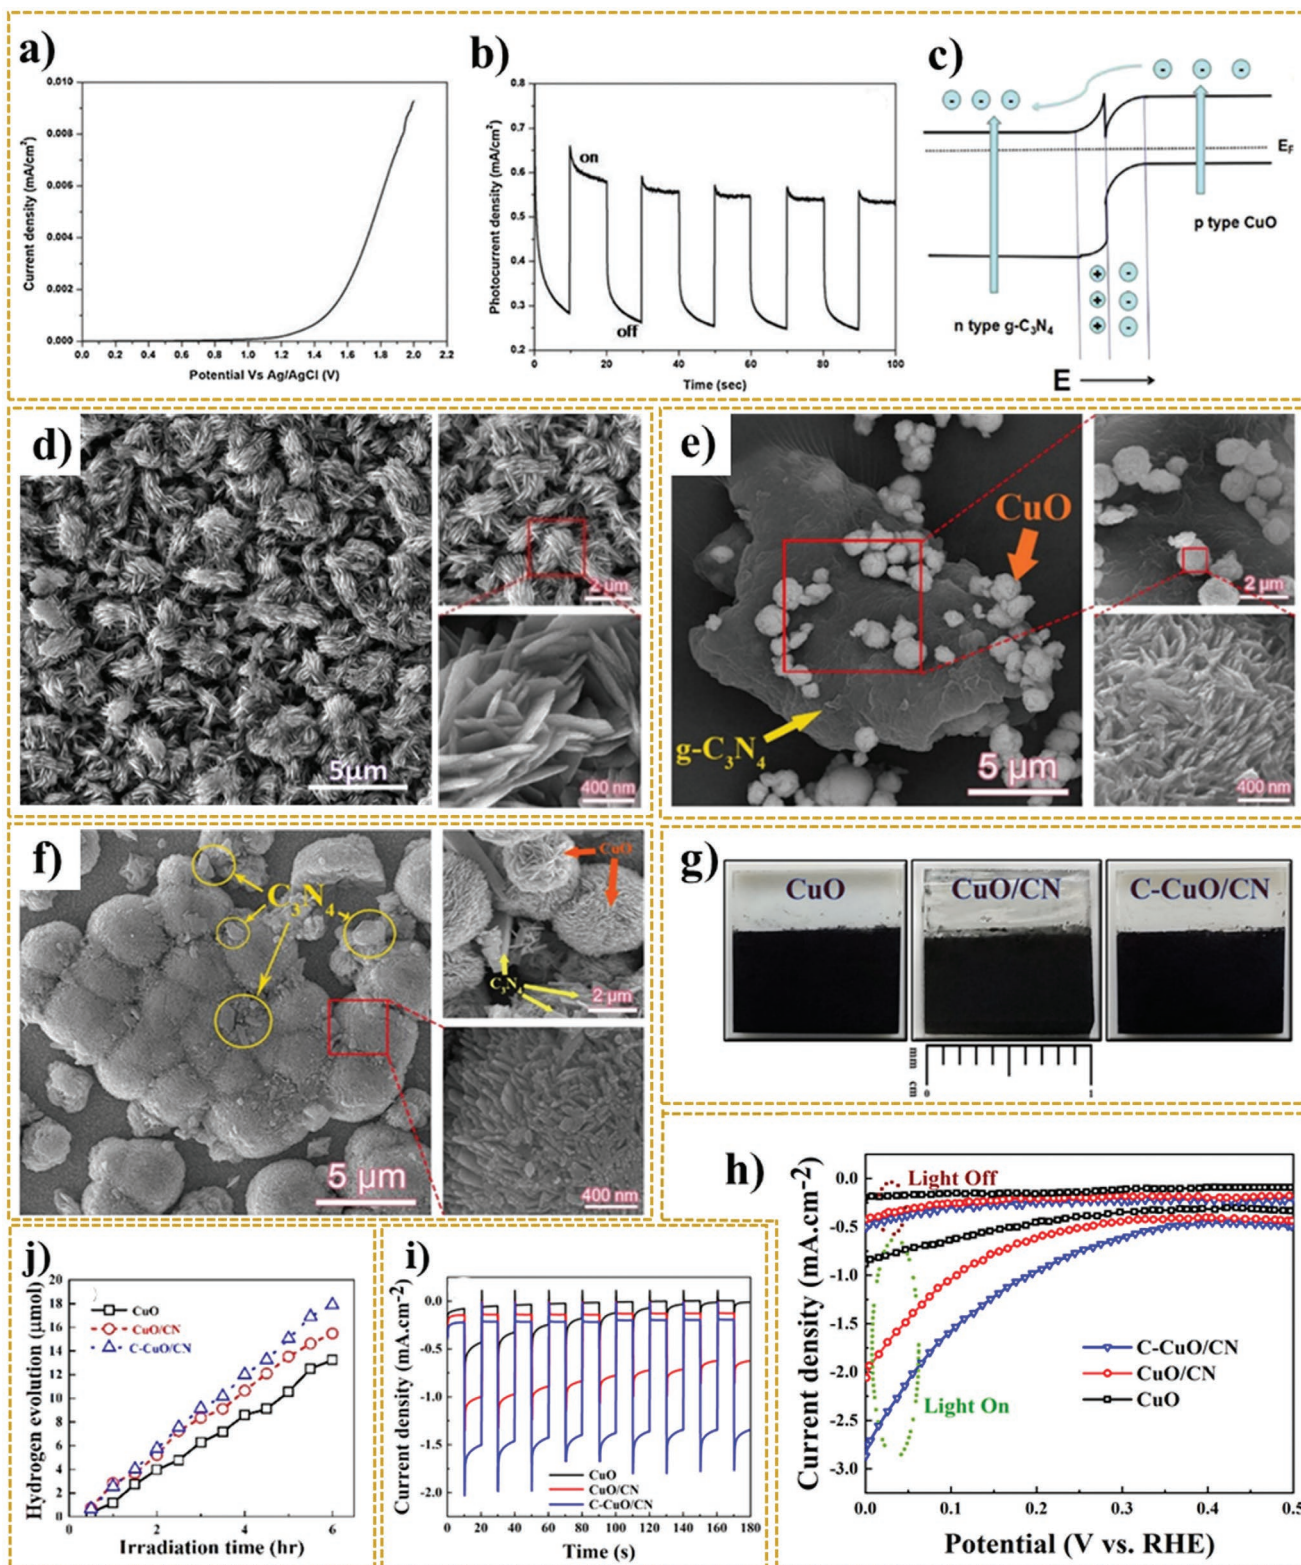 a)
0.010
0.008
0.006
0.004
0.002
0.000
Current density (mA/cm²)
0.0 0.2 0.4 0.6 0.8 1.0 1.2 1.4 1.6 1.8 2.0 2.2
Potential Vs Ag/AgCl (V)
b)
0.8
0.7
0.6
0.5
0.4
0.3
0.2
Photocurrent density (mA/cm²)
on
off
0 20 40 60 80 100
Time (sec)
c)
- - -
- - -
E_F
p type CuO
n type g-C₃N₄
+ -
+ -
+ -
E
d)
5µm
2 µm
400 nm
e)
CuO
g-C₃N₄
5 µm
2 µm
400 nm
f)
C₃N₄
5 µm
CuO
C₃N₄
2 µm
400 nm
g)
CuO
CuO/CN
C-CuO/CN
mm
cm
0 1
h)
0.0
-0.5
-1.0
-1.5
-2.0
-2.5
-3.0
Current density (mA.cm⁻²)
Light Off
Light On
C-CuO/CN
CuO/CN
CuO
0.0 0.1 0.2 0.3 0.4 0.5
Potential (V vs. RHE)
j)
20
18
16
14
12
10
8
6
4
2
0
Hydrogen evolution (µmol)
CuO
CuO/CN
C-CuO/CN
0 2 4 6
Irradiation time (hr)
i)
0.0
-0.5
-1.0
-1.5
-2.0
Current density (mA.cm⁻²)
CuO
CuO/CN
C-CuO/CN
0 20 40 60 80 100 120 140 160 180
Time (s)